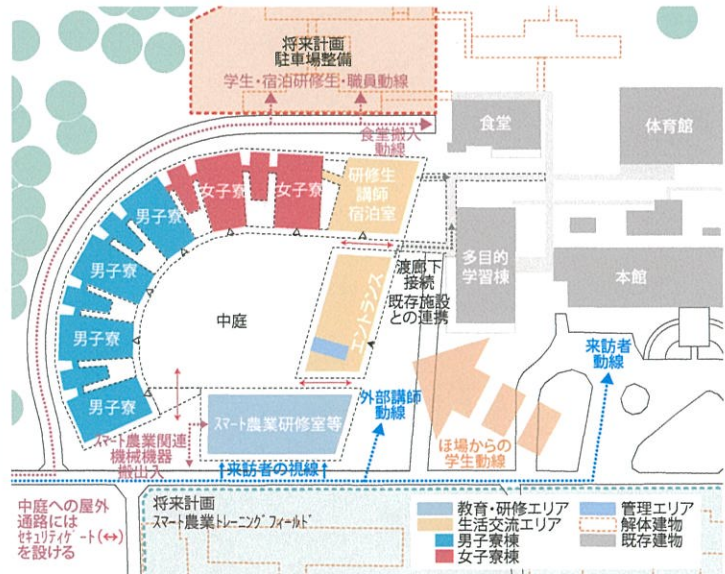 将来計画
駐車場整備
学生・宿泊研修生・職員動線
食堂搬入
動線
食堂
体育館
研修生
講師
宿泊室
女子寮
女子寮
男子寮
男子寮
男子寮
男子寮
中庭
エントランス
渡廊下
接続
既存施設
との連携
多目的
学習棟
本館
来訪者
動線
外部講師
動線
ほ場からの
学生動線
スマート農業研修室等
スマート農業関連
機械機器
搬出入
来訪者の視線
中庭への屋外
通路には
セキュリティゲート(↔)
を設ける
将来計画
スマート農業トレーニングフィールド
教育・研修エリア
生活交流エリア
男子寮棟
女子寮棟
管理エリア
解体建物
既存建物